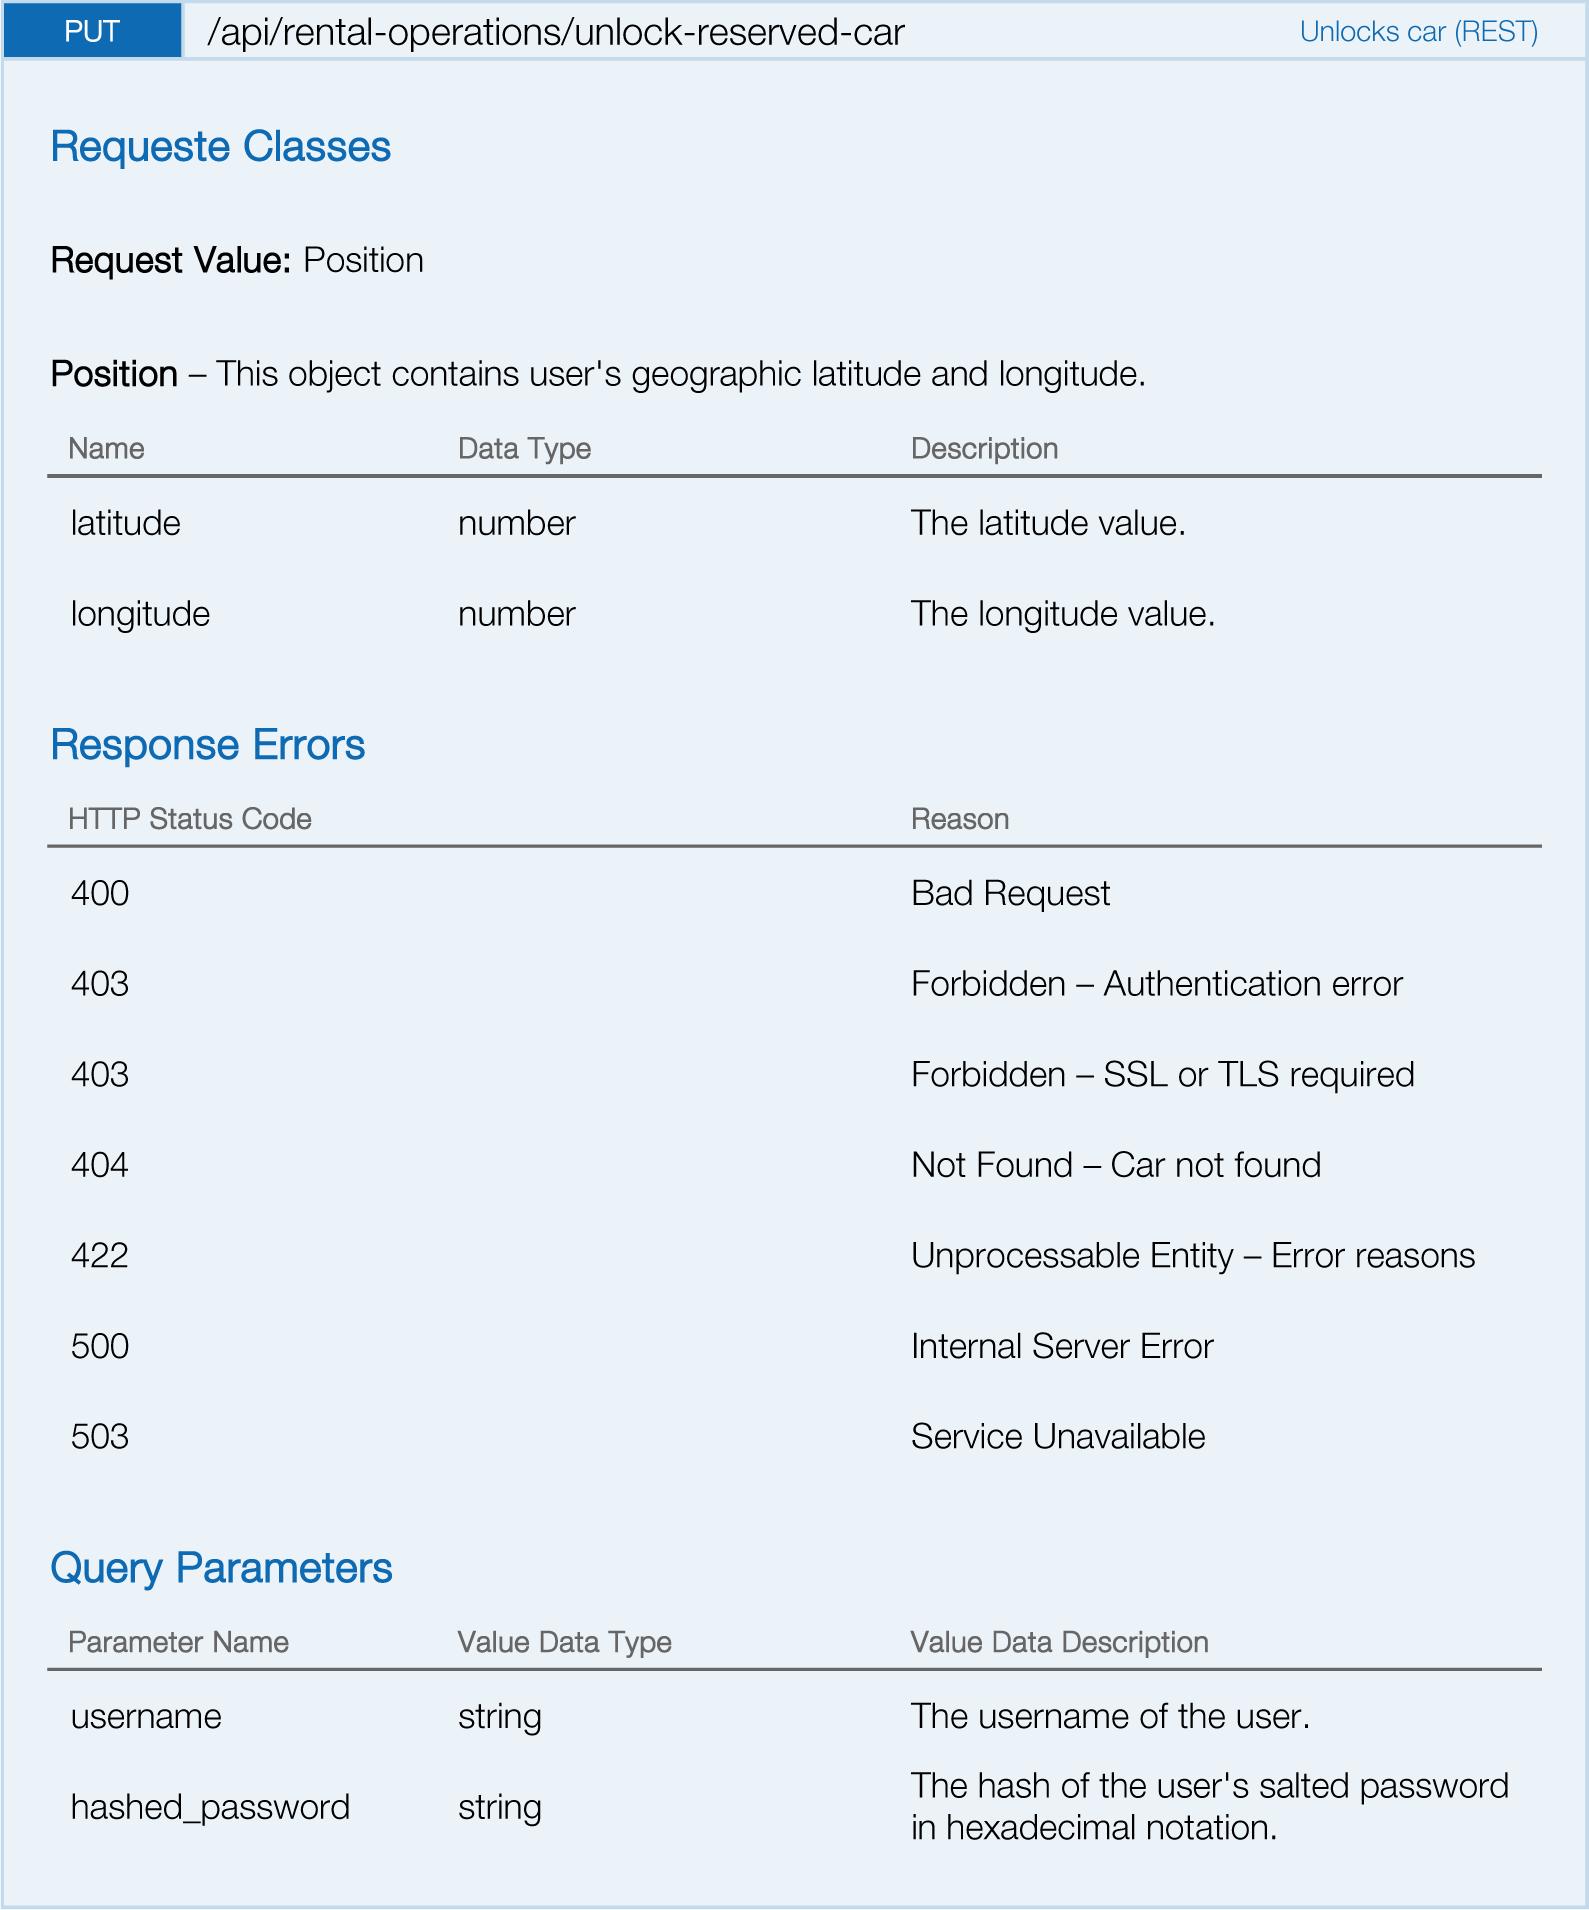 PUT /api/rental-operations/unlock-reserved-car Unlocks car (REST)
Requeste Classes
Request Value: Position
Position – This object contains user's geographic latitude and longitude.
Name Data Type Description
latitude number The latitude value.
longitude number The longitude value.
Response Errors
HTTP Status Code Reason
400 Bad Request
403 Forbidden – Authentication error
403 Forbidden – SSL or TLS required
404 Not Found – Car not found
422 Unprocessable Entity – Error reasons
500 Internal Server Error
503 Service Unavailable
Query Parameters
Parameter Name Value Data Type Value Data Description
username string The username of the user.
hashed_password string The hash of the user's salted password
in hexadecimal notation.